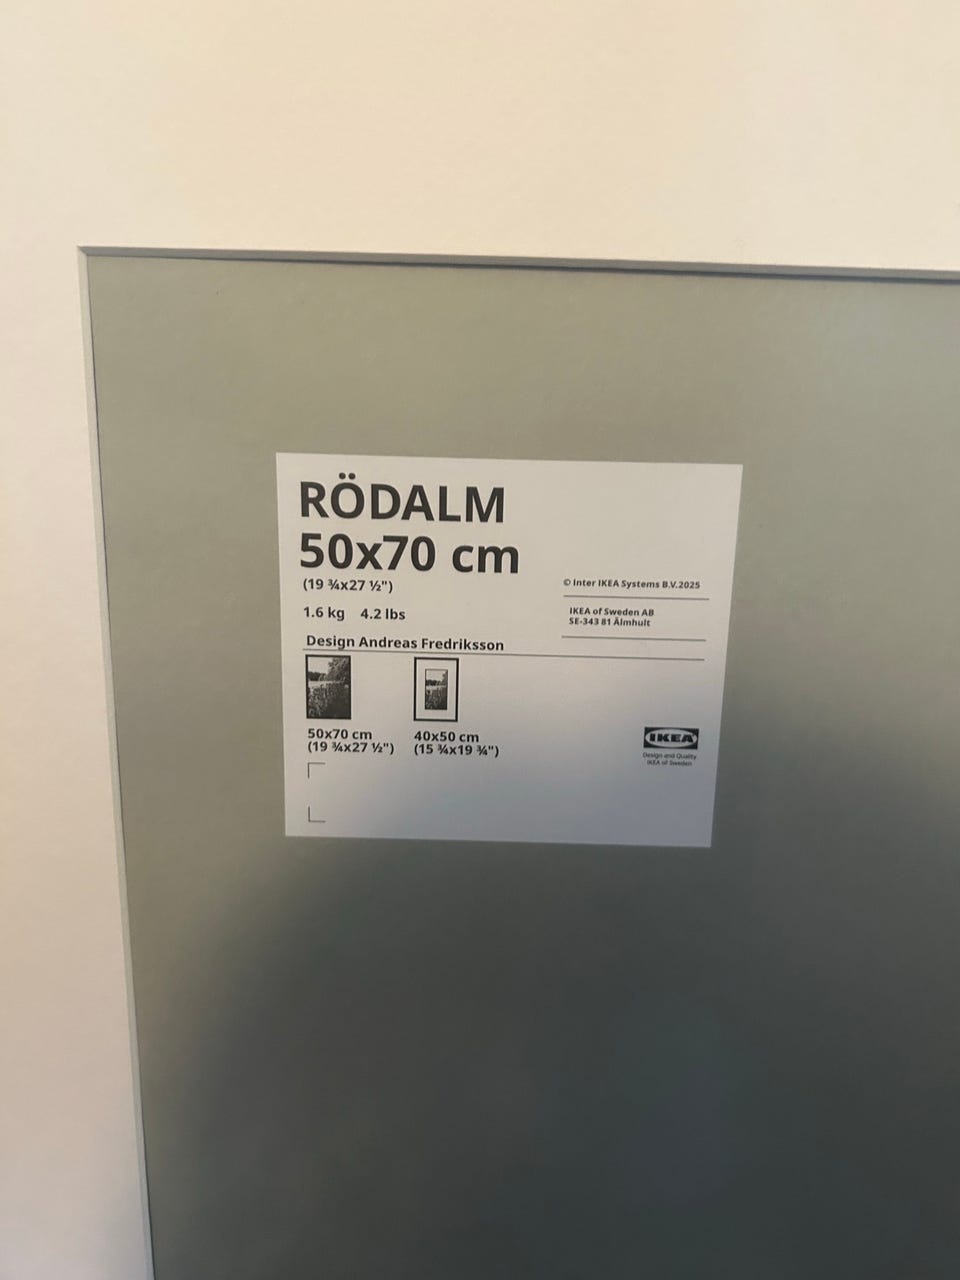 RÖDALM
50x70 cm
(19 ¾x27 ½")
1.6 kg 4.2 lbs
Design Andreas Fredriksson
© Inter IKEA Systems B.V.2025
IKEA of Sweden AB
SE-343 81 Älmhult
50x70 cm
(19 ¾x27 ½")
40x50 cm
(15 ¾x19 ¾")
IKEA
Design and Quality
IKEA of Sweden